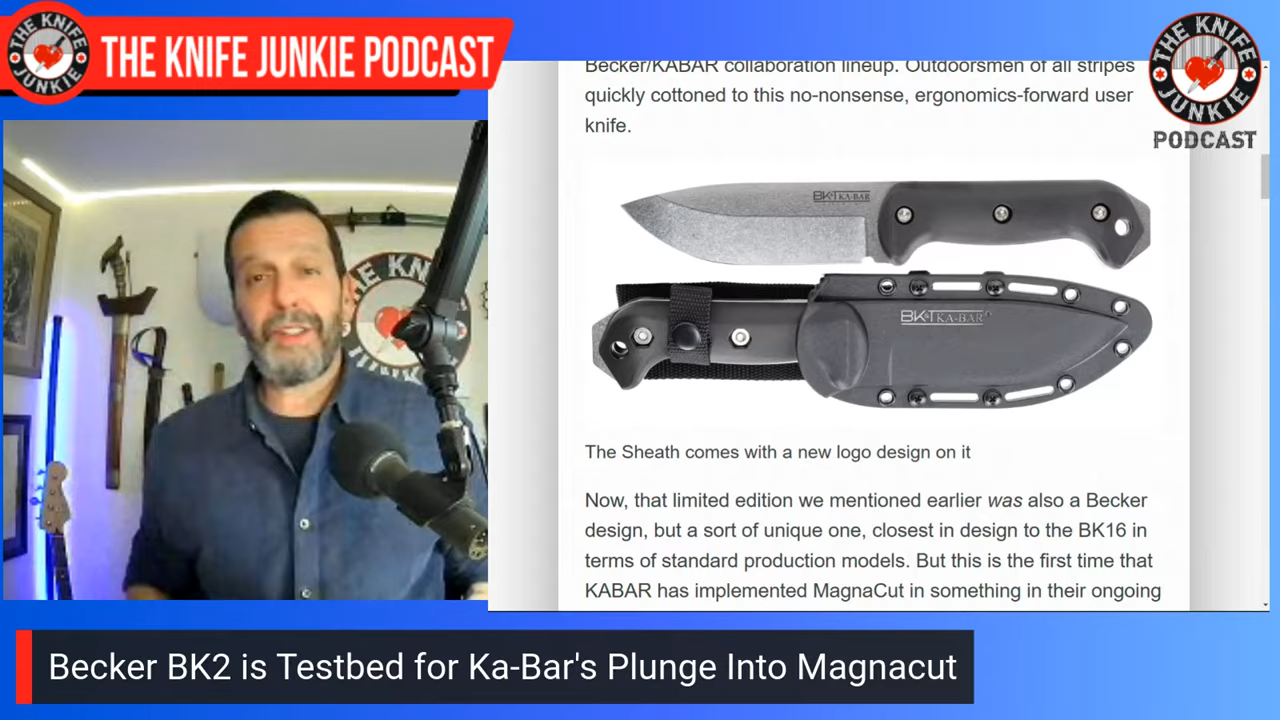 THE KNIFE JUNKIE
THE KNIFE JUNKIE PODCAST
THE KNIFE JUNKIE
PODCAST
Becker/KABAR collaboration lineup. Outdoorsmen of all stripes
quickly cottoned to this no-nonsense, ergonomics-forward user
knife.
BK&T KA-BAR
BK&T KA-BAR
The Sheath comes with a new logo design on it
Now, that limited edition we mentioned earlier was also a Becker
design, but a sort of unique one, closest in design to the BK16 in
terms of standard production models. But this is the first time that
KABAR has implemented MagnaCut in something in their ongoing
THE KN
JUNK
Becker BK2 is Testbed for Ka-Bar's Plunge Into Magnacut